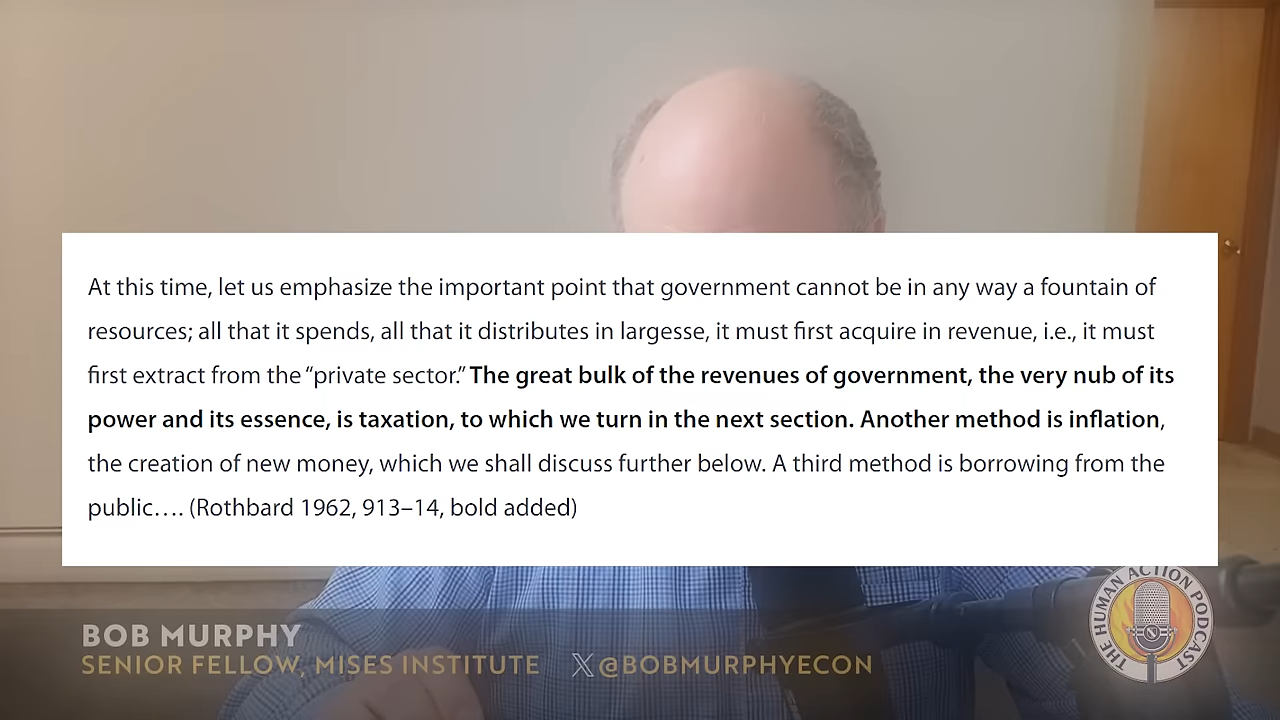 At this time, let us emphasize the important point that government cannot be in any way a fountain of
resources; all that it spends, all that it distributes in largesse, it must first acquire in revenue, i.e., it must
first extract from the “private sector.” The great bulk of the revenues of government, the very nub of its
power and its essence, is taxation, to which we turn in the next section. Another method is inflation,
the creation of new money, which we shall discuss further below. A third method is borrowing from the
public…. (Rothbard 1962, 913–14, bold added)
BOB MURPHY
SENIOR FELLOW, MISES INSTITUTE 𝕏@BOBMURPHYECON
THE HUMAN ACTION PODCAST